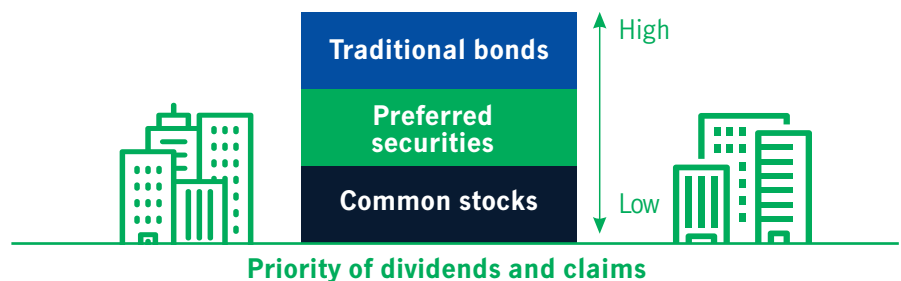 Traditional bonds
High
Preferred
securities
Common stocks
Low
Priority of dividends and claims